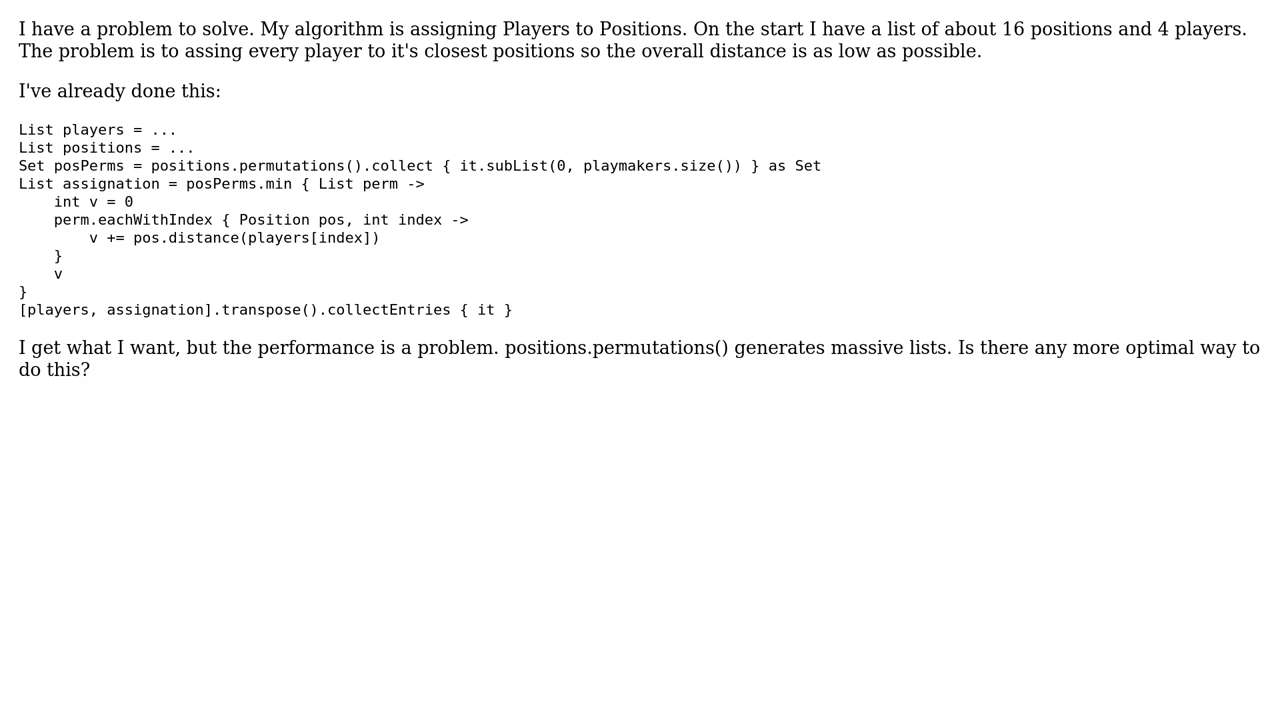 I have a problem to solve. My algorithm is assigning Players to Positions. On the start I have a list of about 16 positions and 4 players.
The problem is to assing every player to it's closest positions so the overall distance is as low as possible.
I've already done this:
List players = ...
List positions = ...
Set posPerms = positions.permutations().collect { it.subList(0, playmakers.size()) } as Set
List assignation = posPerms.min { List perm ->
    int v = 0
    perm.eachWithIndex { Position pos, int index ->
        v += pos.distance(players[index])
    }
    v
}
[players, assignation].transpose().collectEntries { it }
I get what I want, but the performance is a problem. positions.permutations() generates massive lists. Is there any more optimal way to
do this?